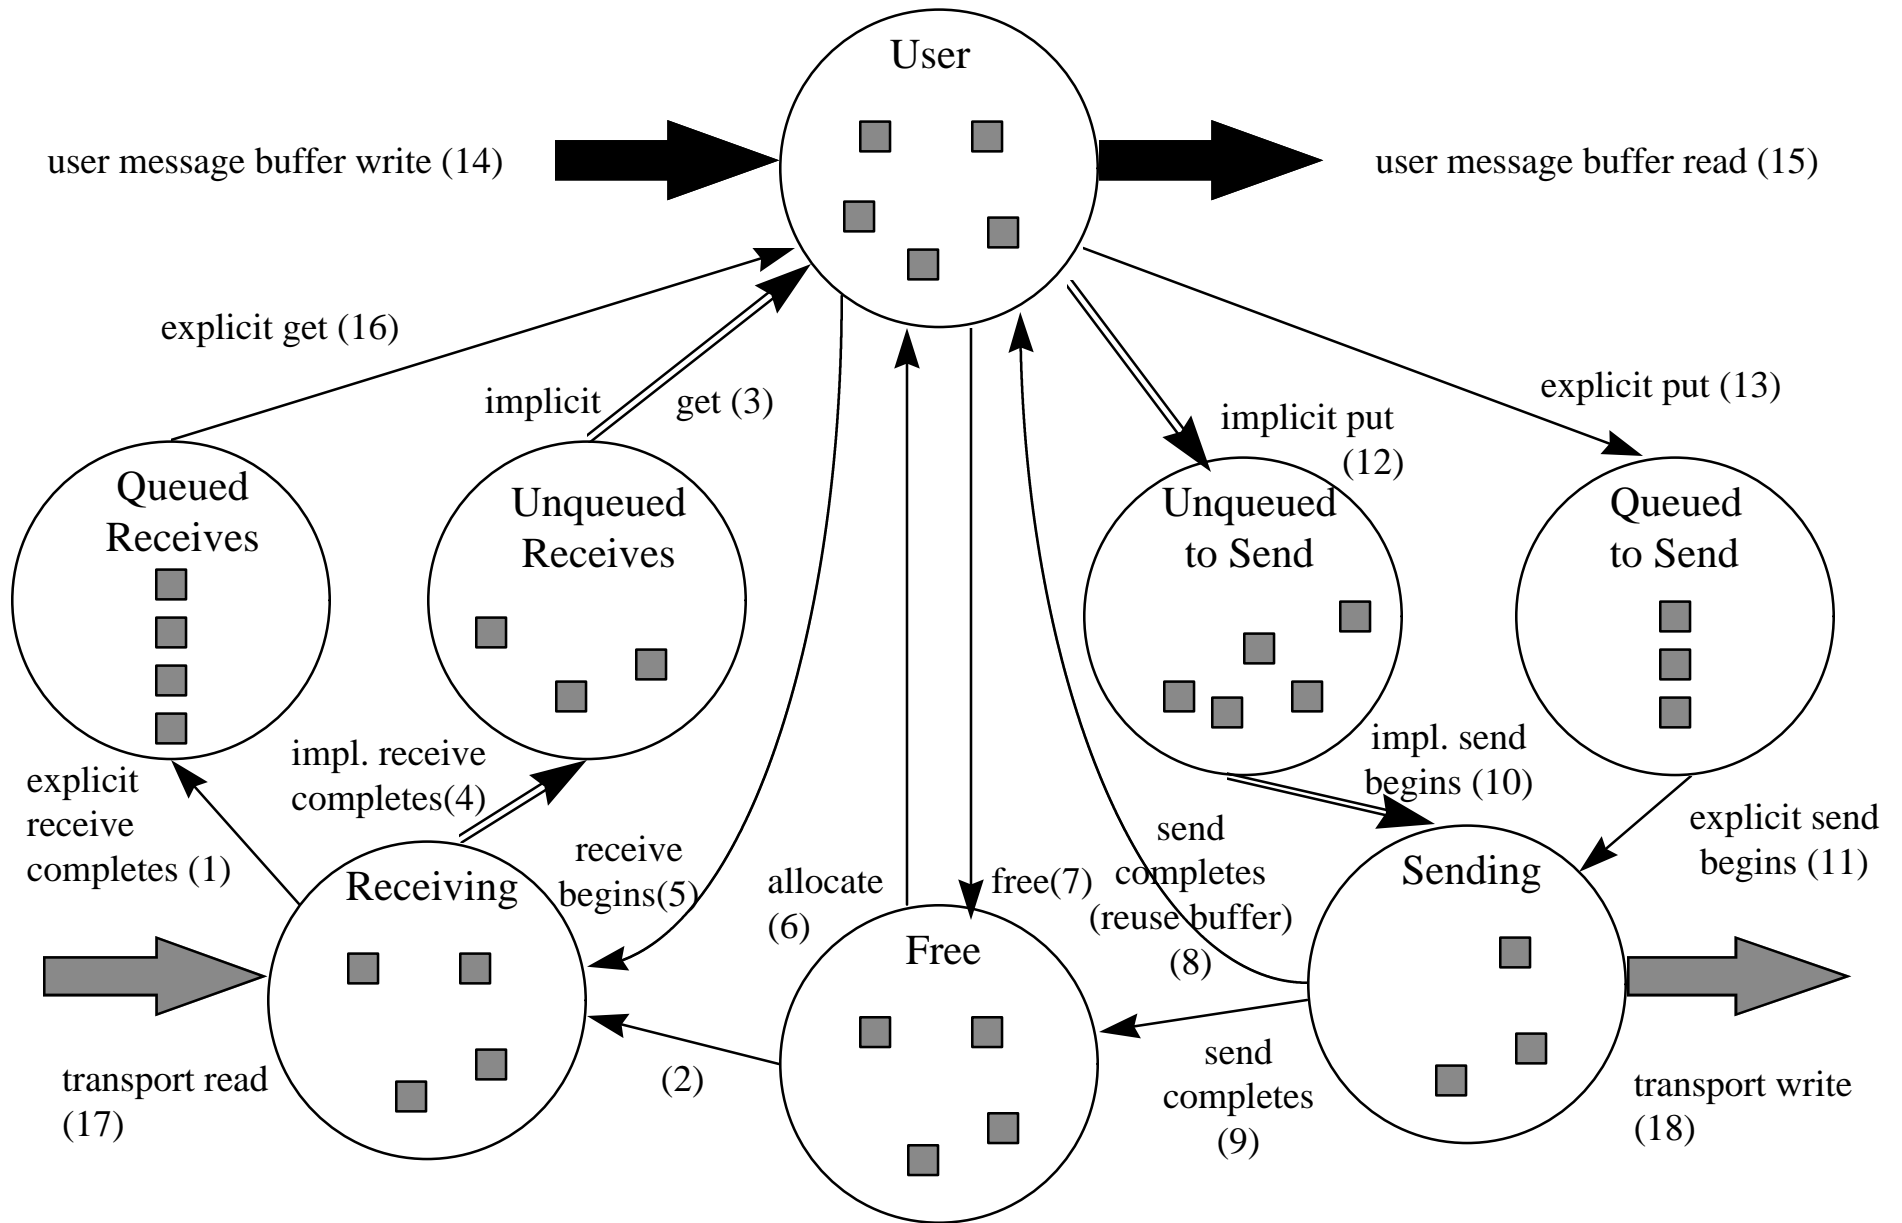 User
user message buffer write (14)
user message buffer read (15)
explicit get (16)
implicit get (3)
explicit put (13)
implicit put
(12)
Queued
Receives
Unqueued
Receives
Unqueued
to Send
Queued
to Send
explicit
receive
completes (1)
impl. receive
completes(4)
receive
begins(5)
allocate
(6)
free(7)
send
completes
(reuse buffer)
(8)
impl. send
begins (10)
explicit send
begins (11)
Receiving
Free
Sending
transport read
(17)
(2)
send
completes
(9)
transport write
(18)